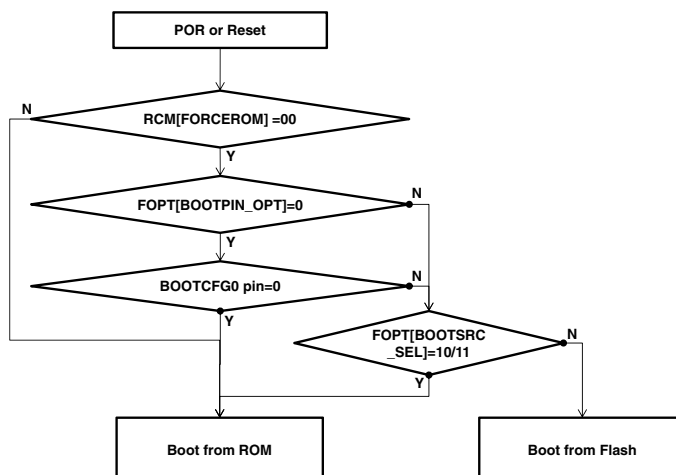 POR or Reset
N
RCM[FORCEROM] =00
Y
N
FOPT[BOOTPIN_OPT]=0
Y
N
BOOTCFG0 pin=0
Y
FOPT[BOOTSRC
_SEL]=10/11
N
Y
Boot from ROM
Boot from Flash